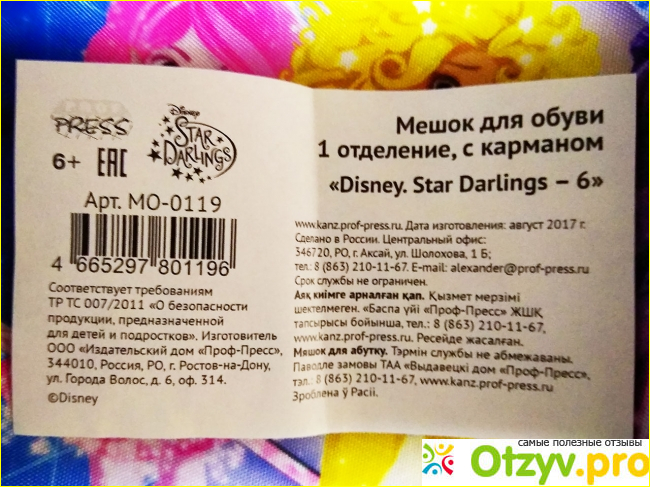 PROF
PRESS
6+
EAC
Disney
STAR
DARLINGS
Арт. МО-0119
4 665297 801196
Соответствует требованиям
ТР ТС 007/2011 «О безопасности
продукции, предназначенной
для детей и подростков». Изготовитель
ООО «Издательский дом «Проф-Пресс»,
344010, Россия, РО, г. Ростов-на-Дону,
ул. Города Волос, д. 6, оф. 314.
©Disney
Мешок для обуви
1 отделение, с карманом
«Disney. Star Darlings – 6»
www.kanz.prof-press.ru. Дата изготовления: август 2017 г.
Сделано в России. Центральный офис:
346720, РО, г. Аксай, ул. Шолохова, 1 Б;
тел.: 8 (863) 210-11-67. E-mail: alexander@prof-press.ru
Срок службы не ограничен.
Аяқ киімге арналған қап. Қызмет мерзімі
шектелмеген. «Баспа үйі «Проф-Пресс» ЖШҚ
тапсырысы бойынша, тел.: 8 (863) 210-11-67,
www.kanz.prof-press.ru. Ресейде жасалған.
Мяшок для абутку. Тэрмін службы не абмежаваны.
Паводле замовы ТАА «Выдавецкі дом «Проф-Пресс»,
тэл.: 8 (863) 210-11-67, www.kanz.prof-press.ru
Зроблена ў Расіі.
самые полезные отзывы
Otzyv.pro